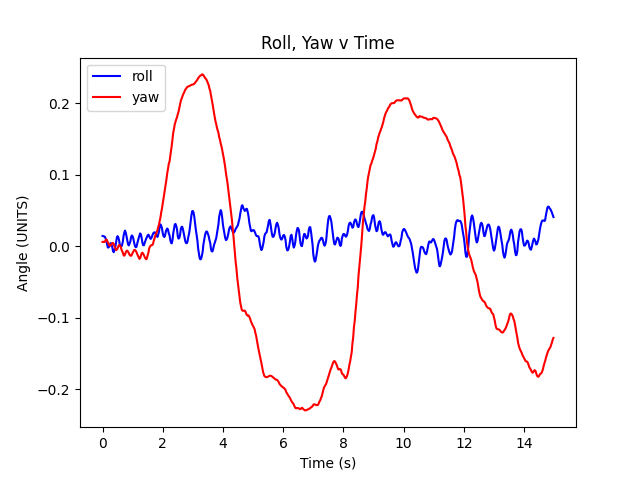 Roll, Yaw v Time
roll
yaw
Angle (UNITS)
0.2
0.1
0.0
−0.1
−0.2
0 2 4 6 8 10 12 14
Time (s)